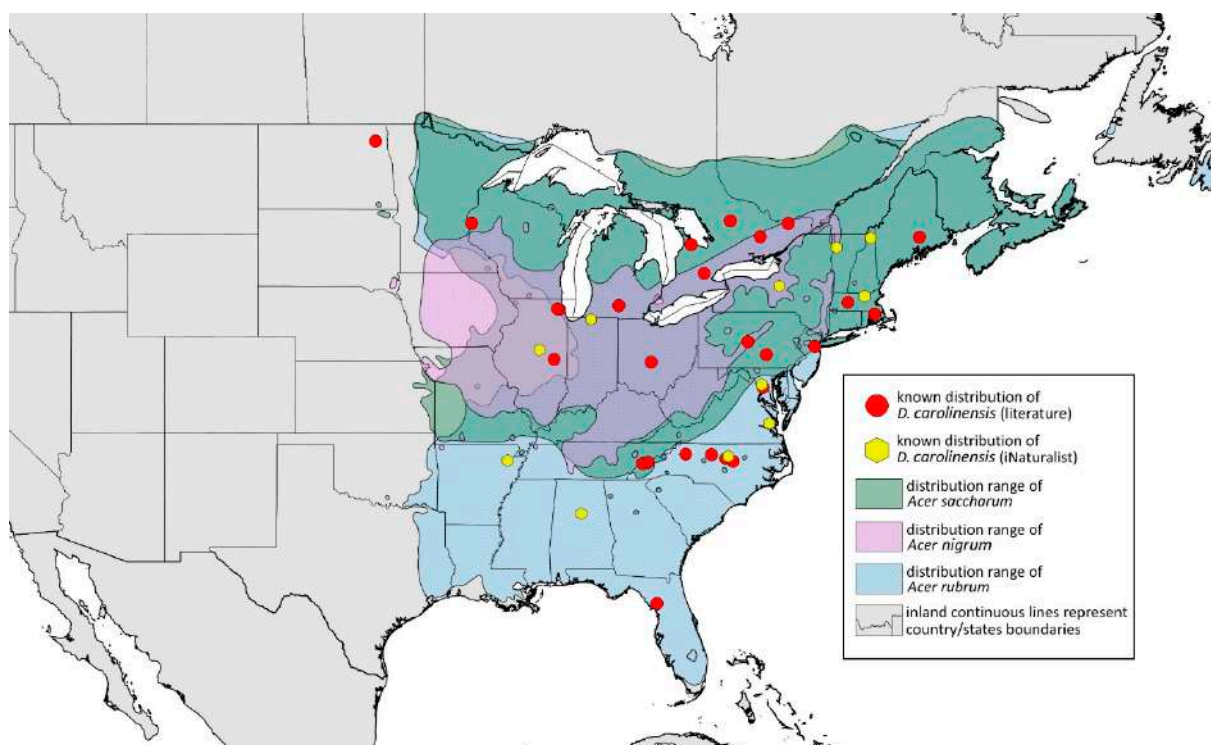 known distribution of
D. carolinensis (literature)
known distribution of
D. carolinensis (iNaturalist)
distribution range of
Acer saccharum
distribution range of
Acer nigrum
distribution range of
Acer rubrum
inland continuous lines represent
country/states boundaries